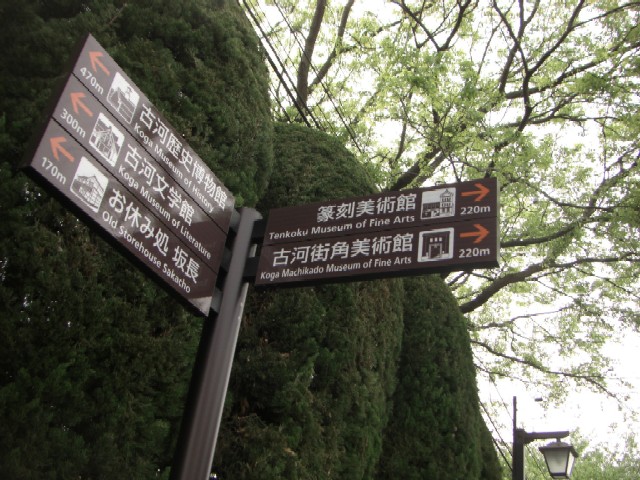 470m
古河歴史博物館
Koga Museum of History
300m
古河文学館
Koga Museum of Literature
170m
お休み処 坂長
Old Storehouse Sakacho
篆刻美術館
Tenkoku Museum of Fine Arts
220m
古河街角美術館
Koga Machikado Museum of Fine Arts
220m